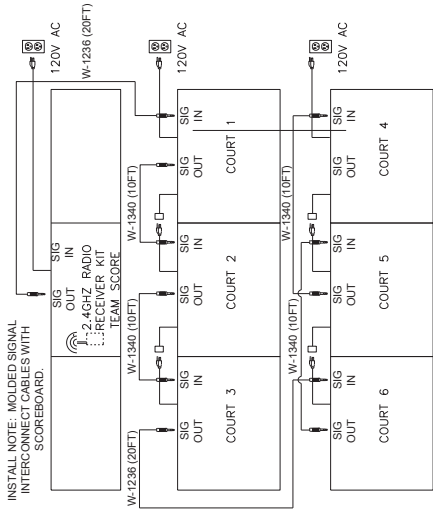 INSTALL NOTE: MOLDED SIGNAL
INTERCONNECT CABLES WITH
SCOREBOARD.
120V AC
W-1236 (20FT)
SIG
OUT
SIG
IN
2.4GHZ RADIO
RECEIVER KIT
TEAM SCORE
120V AC
W-1236 (20FT)
W-1340 (10FT)
W-1340 (10FT)
SIG
OUT
SIG
IN
COURT 3
SIG
OUT
SIG
IN
COURT 2
SIG
OUT
SIG
IN
COURT 1
120V AC
W-1340 (10FT)
W-1340 (10FT)
SIG
OUT
SIG
IN
COURT 6
SIG
OUT
SIG
IN
COURT 5
SIG
OUT
SIG
IN
COURT 4